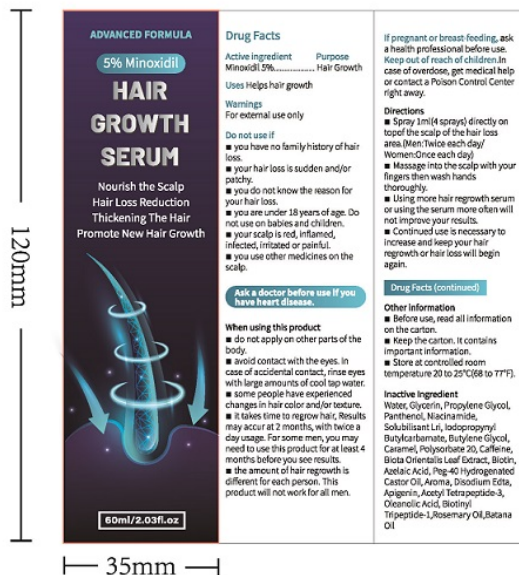 ADVANCED FORMULA
5% Minoxidil
HAIR
GROWTH
SERUM
Nourish the Scalp
Hair Loss Reduction
Thickening The Hair
Promote New Hair Growth
60ml/2.03fl.oz
120mm
35mm
Drug Facts
Active ingredient Purpose
Minoxidil 5%..................... Hair Growth
Uses Helps hair growth
Warnings
For external use only
Do not use if
■ you have no family history of hair
loss.
■ your hair loss is sudden and/or
patchy.
■ you do not know the reason for
your hair loss.
■ you are under 18 years of age. Do
not use on babies and children.
■ your scalp is red, inflamed,
infected, irritated or painful.
■ you use other medicines on the
scalp.
Ask a doctor before use if you
have heart disease.
When using this product
■ do not apply on other parts of the
body.
■ avoid contact with the eyes. In
case of accidental contact, rinse eyes
with large amounts of cool tap water.
■ some people have experienced
changes in hair color and/or texture.
■ it takes time to regrow hair, Results
may accur at 2 months, with twice a
day usage. For some men, you may
need to use this product for at least 4
months before you see results.
■ the amount of hair regrowth is
different for each person. This
product will not work for all men.
If pregnant or breast-feeding, ask
a health professional before use.
Keep out of reach of children.In
case of overdose, get medical help
or contact a Poison Control Center
right away.
Directions
■ Spray 1ml(4 sprays) directly on
topof the scalp of the hair loss
area.(Men:Twice each day/
Women:Once each day)
■ Massage into the scalp with your
fingers then wash hands
thoroughly.
■ Using more hair regrowth serum
or using the serum more often will
not improve your results.
■ Continued use is necessary to
increase and keep your hair
regrowth or hair loss will begin
again.
Drug Facts (continued)
Other information
■ Before use, read all information
on the carton.
■ Keep the carton. It contains
important information.
■ Store at controlled room
temperature 20 to 25°C(68 to 77°F).
Inactive Ingredient
Water, Glycerin, Propylene Glycol,
Panthenol, Niacinamide,
Solubilisant Lri, Iodopropynyl
Butylcarbamate, Butylene Glycol,
Caramel, Polysorbate 20, Caffeine,
Biota Orientalis Leaf Extract, Biotin,
Azelaic Acid, Peg-40 Hydrogenated
Castor Oil, Aroma, Disodium Edta,
Apigenin, Acetyl Tetrapeptide-3,
Oleanolic Acid, Biotinyl
Tripeptide-1,Rosemary Oil,Batana
Oil